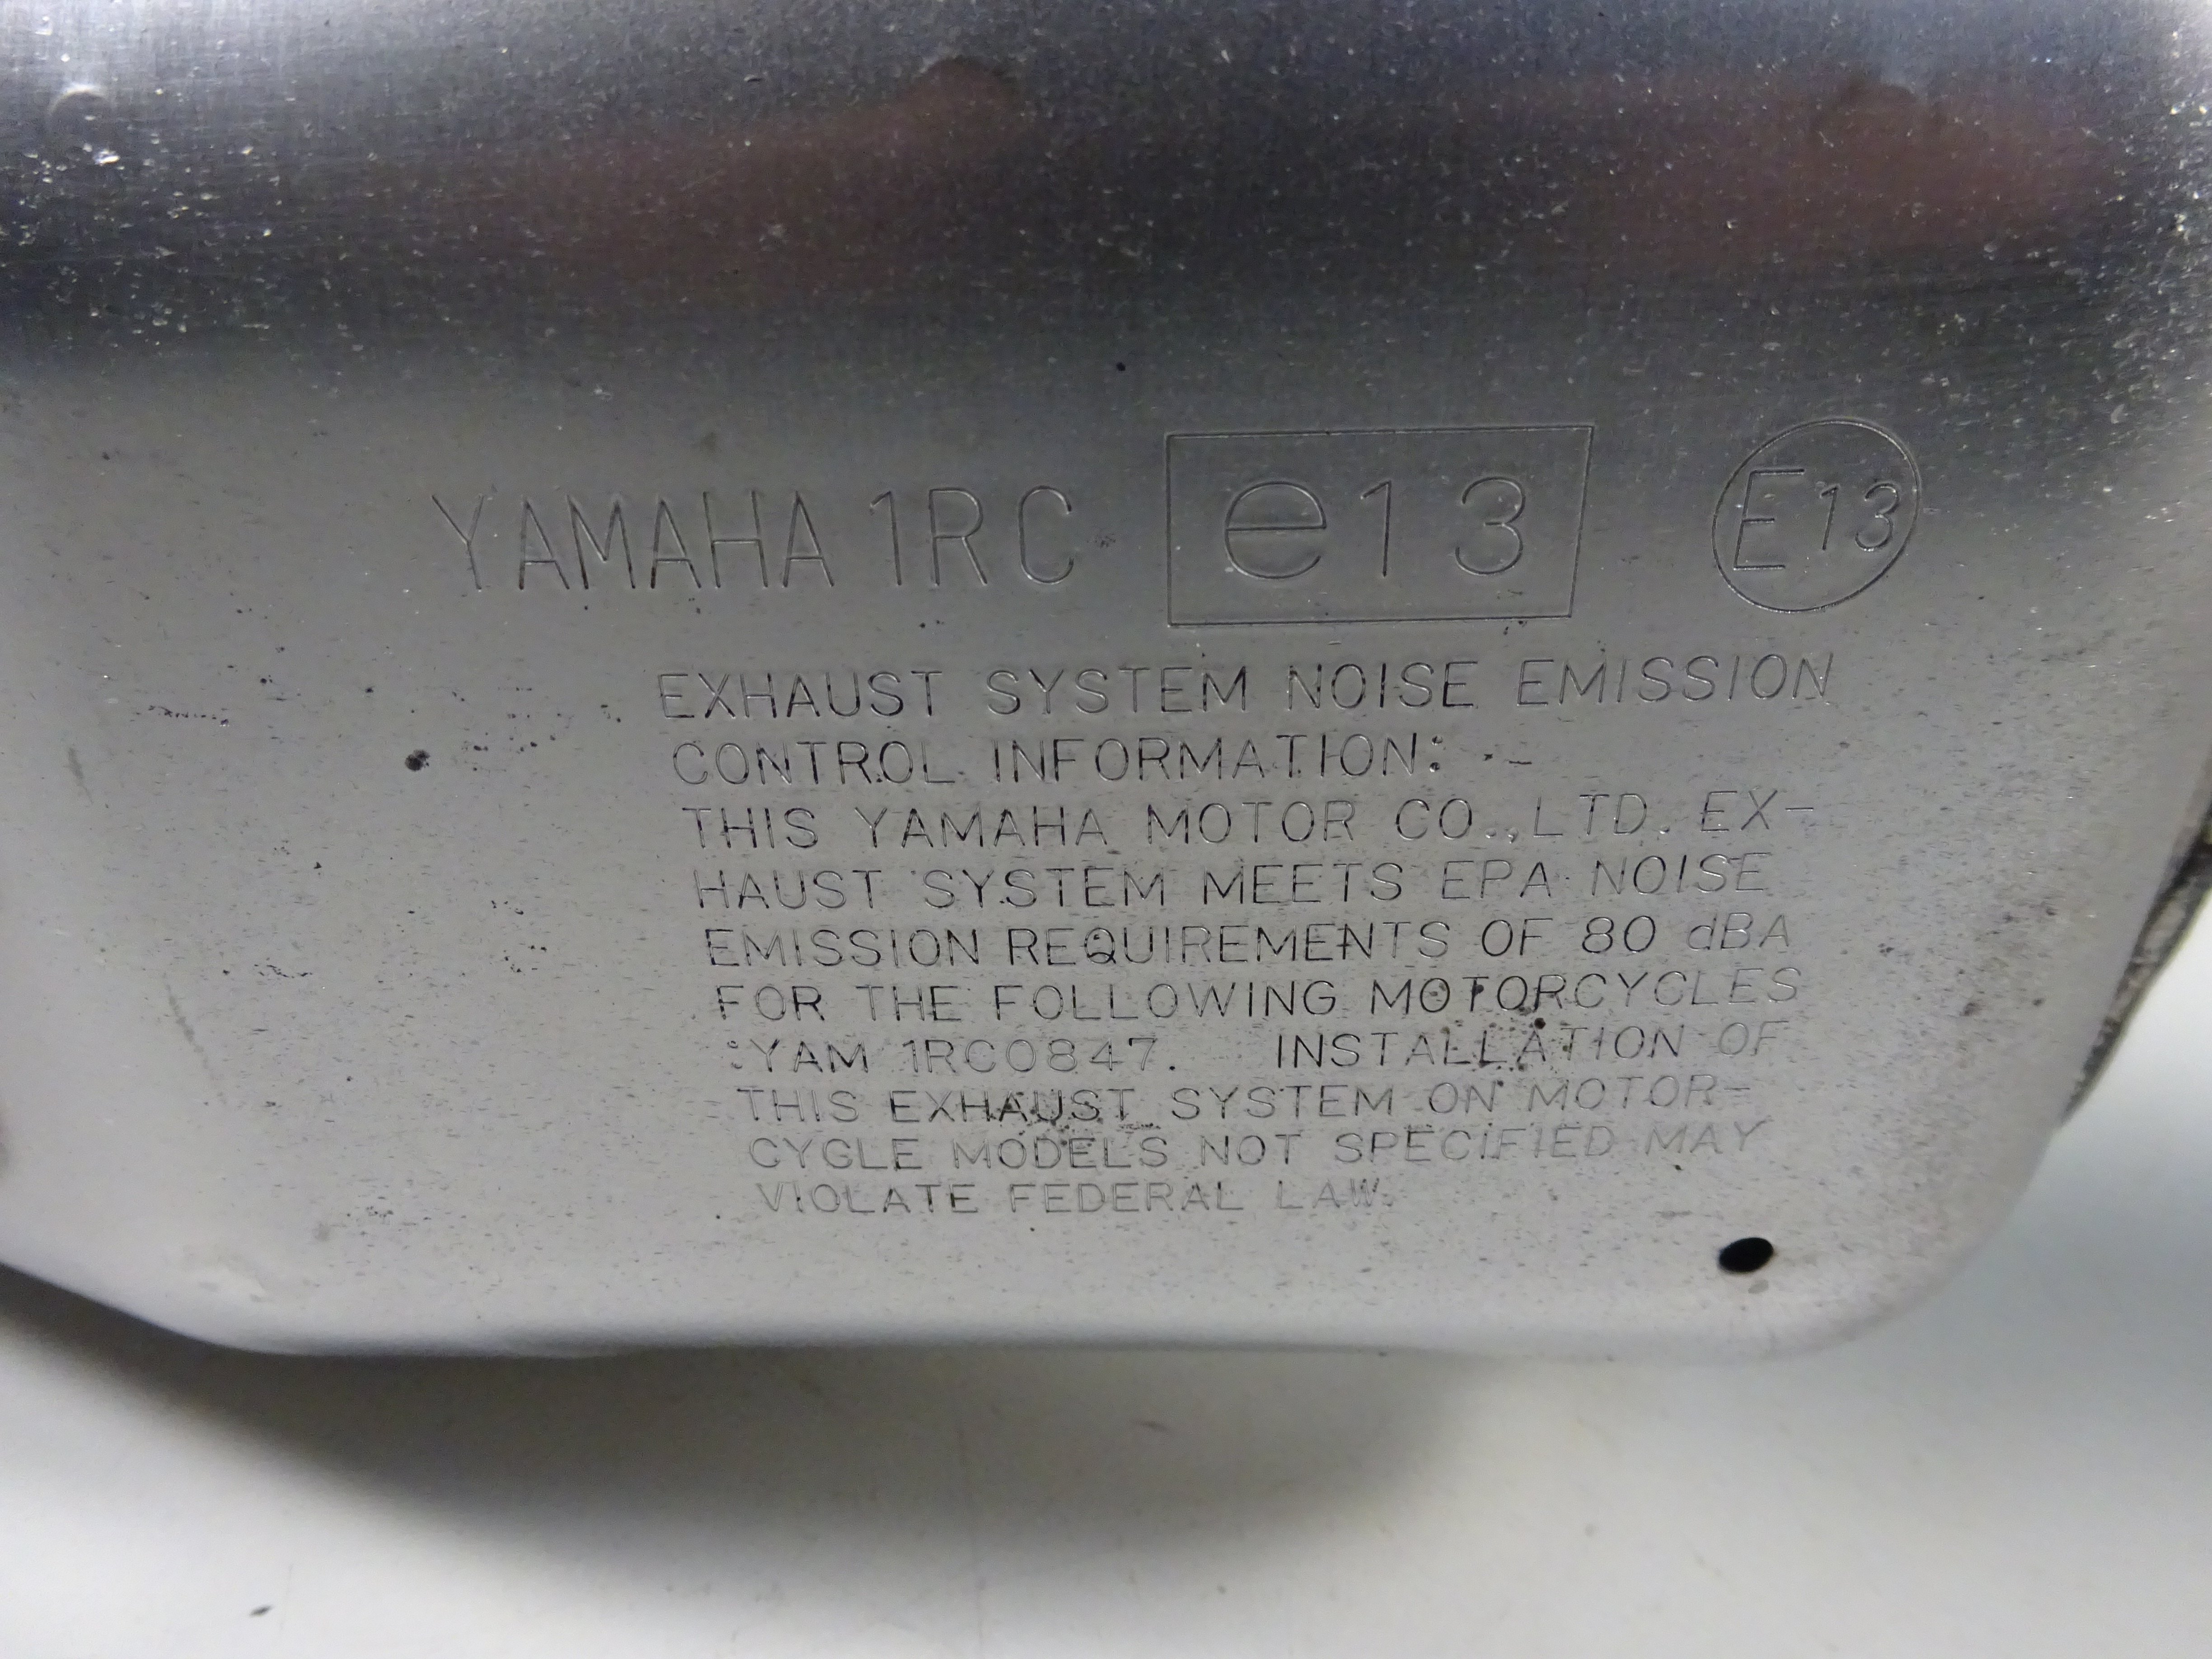 YAMAHA 1RC e13 E13
EXHAUST SYSTEM NOISE EMISSION
CONTROL INFORMATION:
THIS YAMAHA MOTOR CO.,LTD. EX-
HAUST SYSTEM MEETS EPA NOISE
EMISSION REQUIREMENTS OF 80 dBA
FOR THE FOLLOWING MOTORCYCLES
:YAM 1RC0847. INSTALLATION OF
THIS EXHAUST SYSTEM ON MOTOR-
CYCLE MODELS NOT SPECIFIED MAY
VIOLATE FEDERAL LAW.